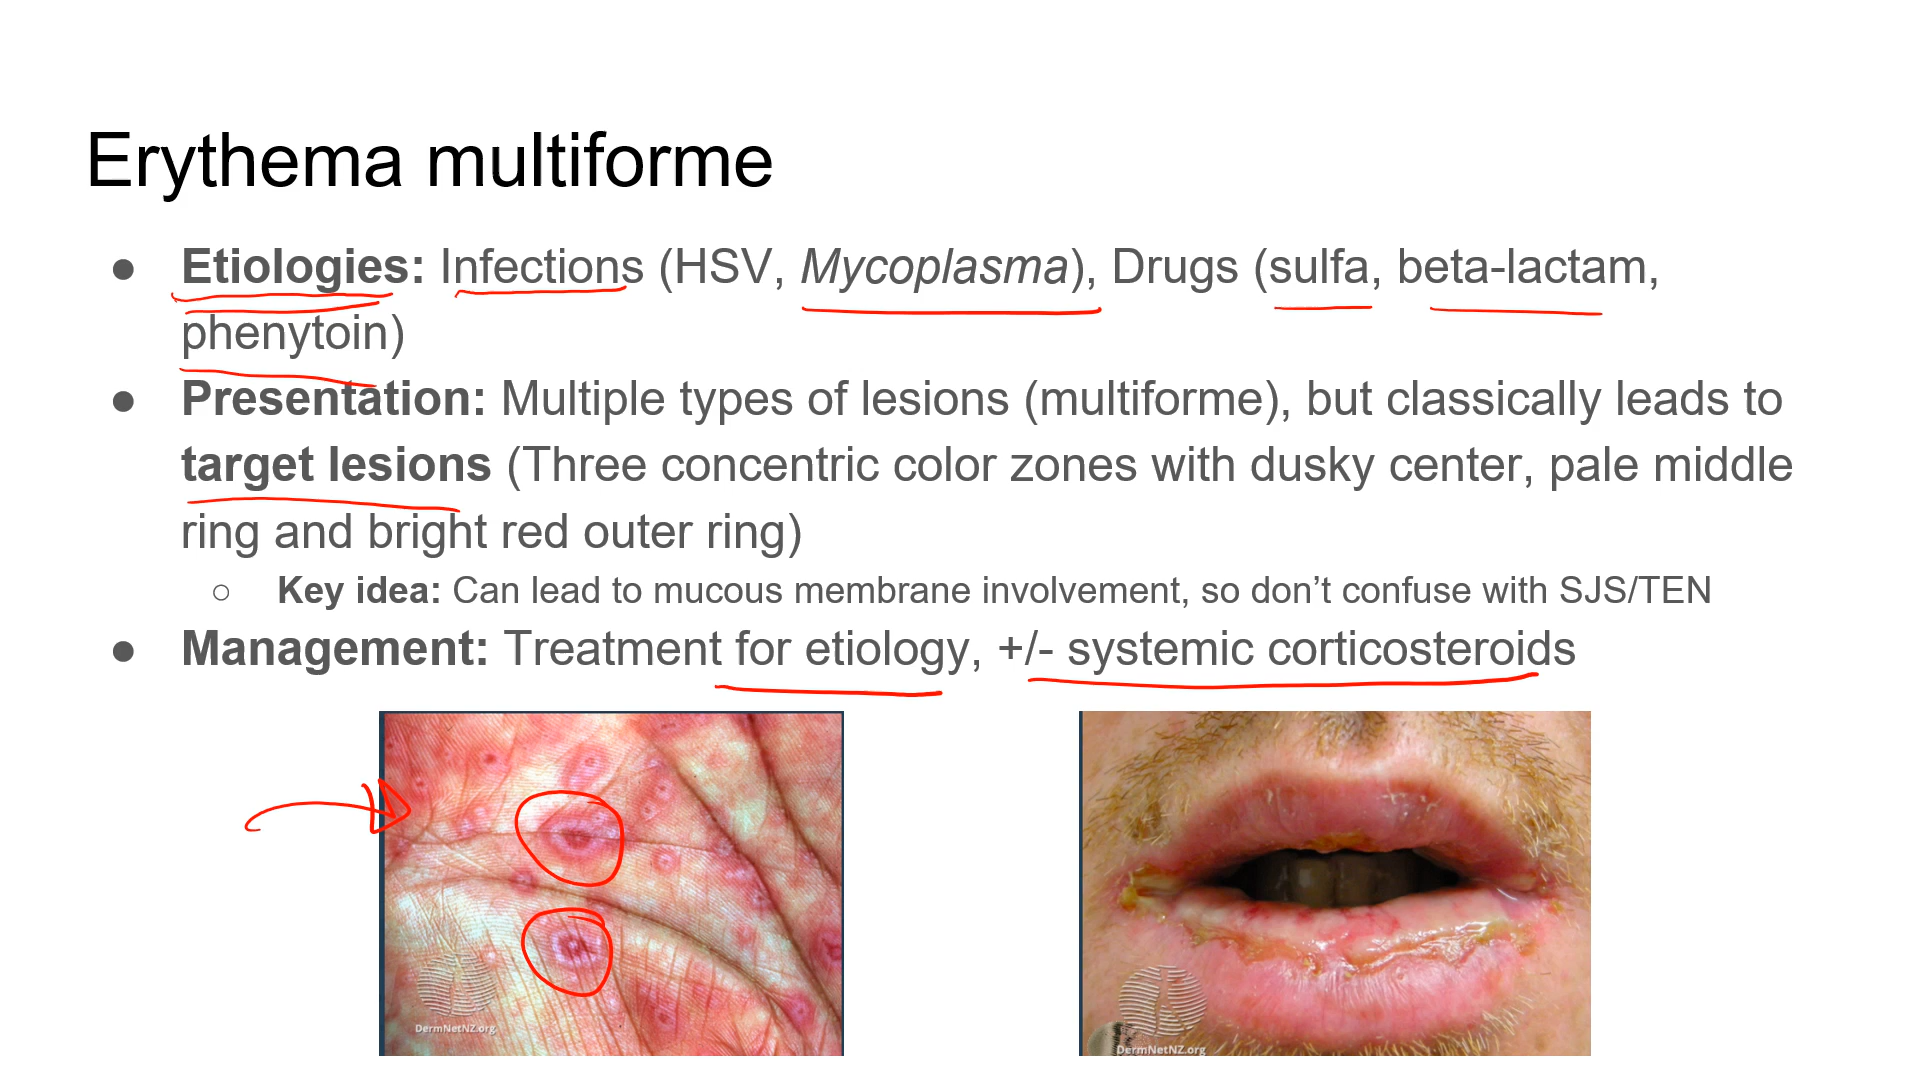 Erythema multiforme
● Etiologies: Infections (HSV, Mycoplasma), Drugs (sulfa, beta-lactam,
phenytoin)
● Presentation: Multiple types of lesions (multiforme), but classically leads to
target lesions (Three concentric color zones with dusky center, pale middle
ring and bright red outer ring)
○ Key idea: Can lead to mucous membrane involvement, so don’t confuse with SJS/TEN
● Management: Treatment for etiology, +/- systemic corticosteroids
DermNetNZ.org
DermNetNZ.org